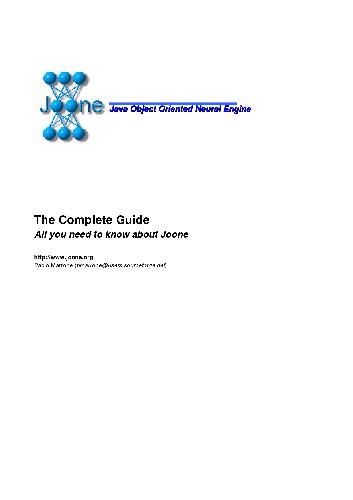 Joone Java Object Oriented Neural Engine
The Complete Guide
All you need to know about Joone
http://www.joone.org
Paolo Marrone (pmarrone@users.sourceforge.net)